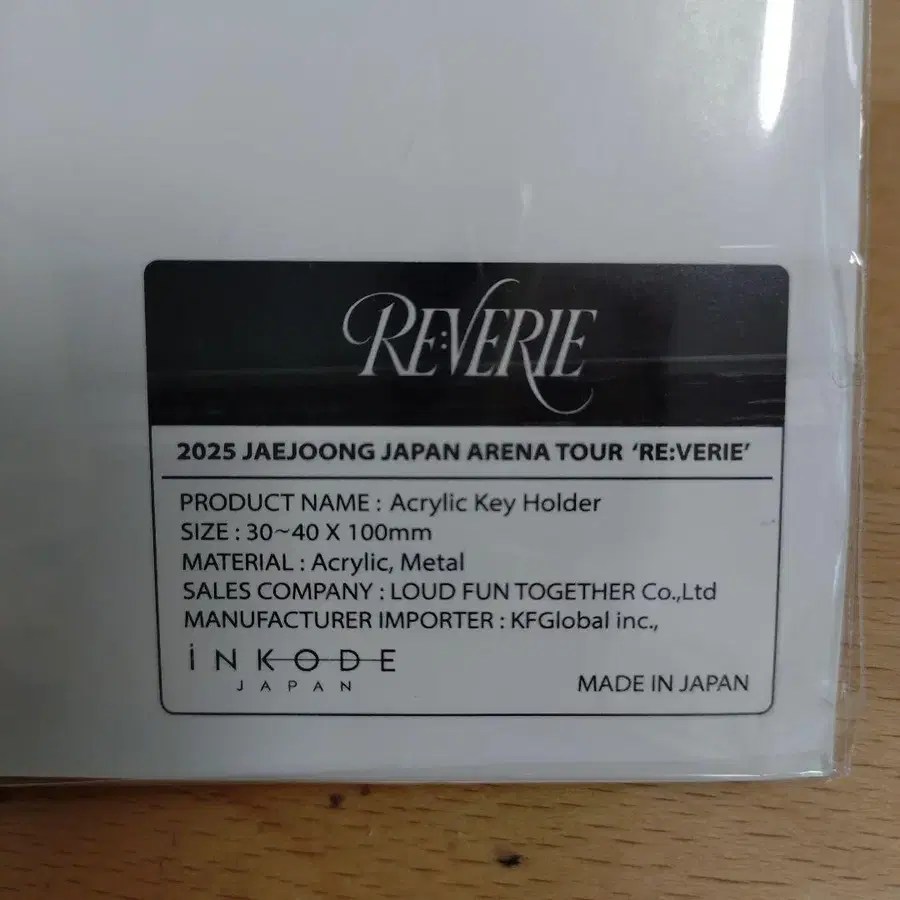 RE:VERIE
2025 JAEJOONG JAPAN ARENA TOUR ‘RE:VERIE’
PRODUCT NAME : Acrylic Key Holder
SIZE : 30~40 X 100mm
MATERIAL : Acrylic, Metal
SALES COMPANY : LOUD FUN TOGETHER Co.,Ltd
MANUFACTURER IMPORTER : KFGlobal inc.,
iNKODE
JAPAN
MADE IN JAPAN